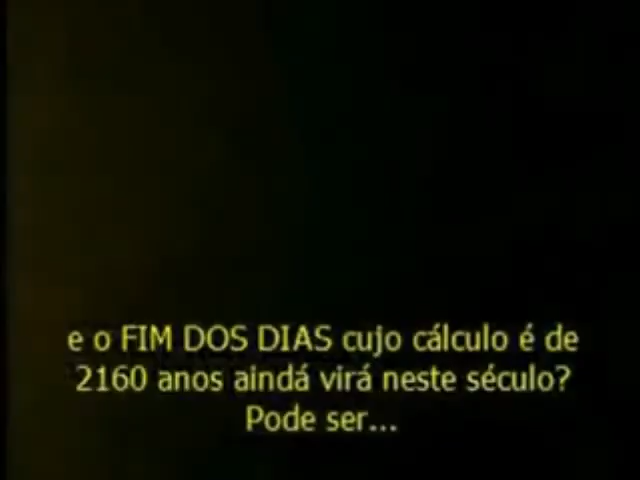 e o FIM DOS DIAS cujo cálculo é de
2160 anos aindá virá neste século?
Pode ser...